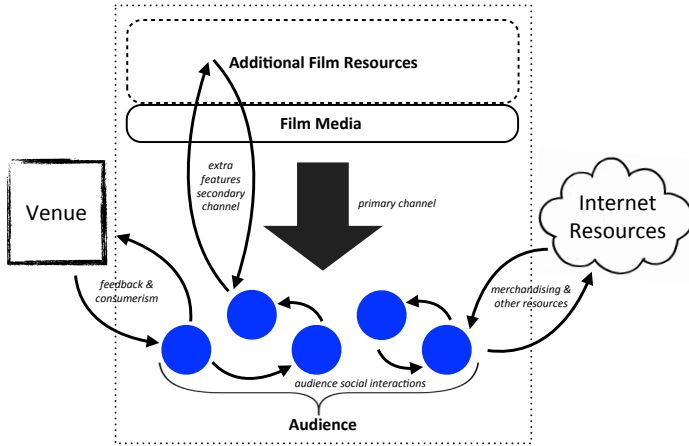 Additional Film Resources
Film Media
extra
features
secondary
channel
primary channel
Venue
Internet
Resources
feedback &
consumerism
merchandising &
other resources
audience social interactions
Audience